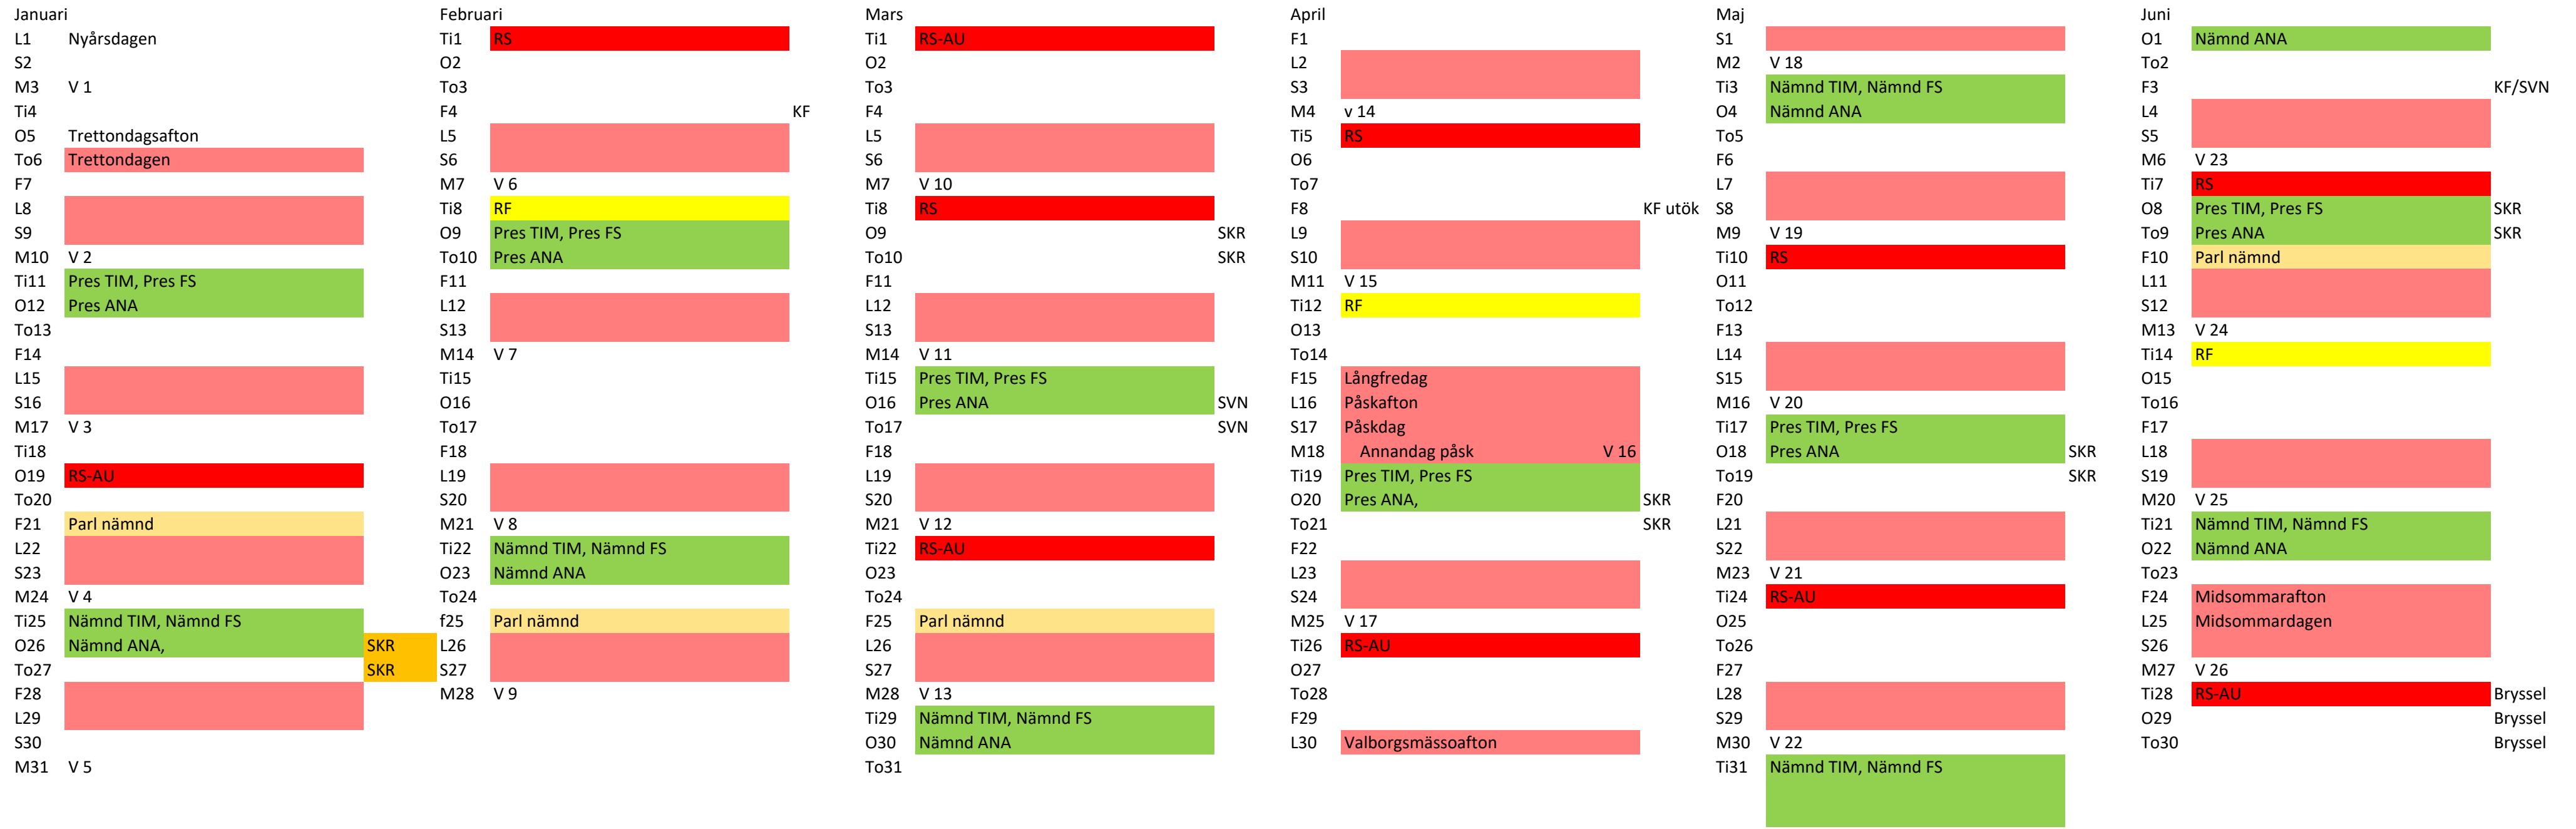 Januari
L1 Nyårsdagen
S2
M3 V 1
Ti4
O5 Trettondagsafton
To6 Trettondagen
F7
L8
S9
M10 V 2
Ti11 Pres TIM, Pres FS
O12 Pres ANA
To13
F14
L15
S16
M17 V 3
Ti18
O19 RS-AU
To20
F21 Parl nämnd
L22
S23
M24 V 4
Ti25 Nämnd TIM, Nämnd FS
O26 Nämnd ANA, SKR
To27 SKR
F28
L29
S30
M31 V 5
Februari
Ti1 RS
O2
To3
F4 KF
L5
S6
M7 V 6
Ti8 RF
O9 Pres TIM, Pres FS
To10 Pres ANA
F11
L12
S13
M14 V 7
Ti15
O16
To17
F18
L19
S20
M21 V 8
Ti22 Nämnd TIM, Nämnd FS
O23 Nämnd ANA
To24
f25 Parl nämnd
L26
S27
M28 V 9
Mars
Ti1 RS-AU
O2
To3
F4
L5
S6
M7 V 10
Ti8 RS
O9 SKR
To10 SKR
F11
L12
S13
M14 V 11
Ti15 Pres TIM, Pres FS
O16 Pres ANA SVN
To17 SVN
F18
L19
S20
M21 V 12
Ti22 RS-AU
O23
To24
F25 Parl nämnd
L26
S27
M28 V 13
Ti29 Nämnd TIM, Nämnd FS
O30 Nämnd ANA
To31
April
F1
L2
S3
M4 v 14
Ti5 RS
O6
To7
F8 KF utök
L9
S10
M11 V 15
Ti12 RF
O13
To14
F15 Långfredag
L16 Påskafton
S17 Påskdag
M18 Annandag påsk V 16
Ti19 Pres TIM, Pres FS
O20 Pres ANA, SKR
To21 SKR
F22
L23
S24
M25 V 17
Ti26 RS-AU
O27
To28
F29
L30 Valborgsmässoafton
Maj
S1
M2 V 18
Ti3 Nämnd TIM, Nämnd FS
O4 Nämnd ANA
To5
F6
L7
S8
M9 V 19
Ti10 RS
O11
To12
F13
L14
S15
M16 V 20
Ti17 Pres TIM, Pres FS
O18 Pres ANA SKR
To19 SKR
F20
L21
S22
M23 V 21
Ti24 RS-AU
O25
To26
F27
L28
S29
M30 V 22
Ti31 Nämnd TIM, Nämnd FS
Juni
O1 Nämnd ANA
To2
F3 KF/SVN
L4
S5
M6 V 23
Ti7 RS
O8 Pres TIM, Pres FS SKR
To9 Pres ANA SKR
F10 Parl nämnd
L11
S12
M13 V 24
Ti14 RF
O15
To16
F17
L18
S19
M20 V 25
Ti21 Nämnd TIM, Nämnd FS
O22 Nämnd ANA
To23
F24 Midsommarafton
L25 Midsommardagen
S26
M27 V 26
Ti28 RS-AU Bryssel
O29 Bryssel
To30 Bryssel